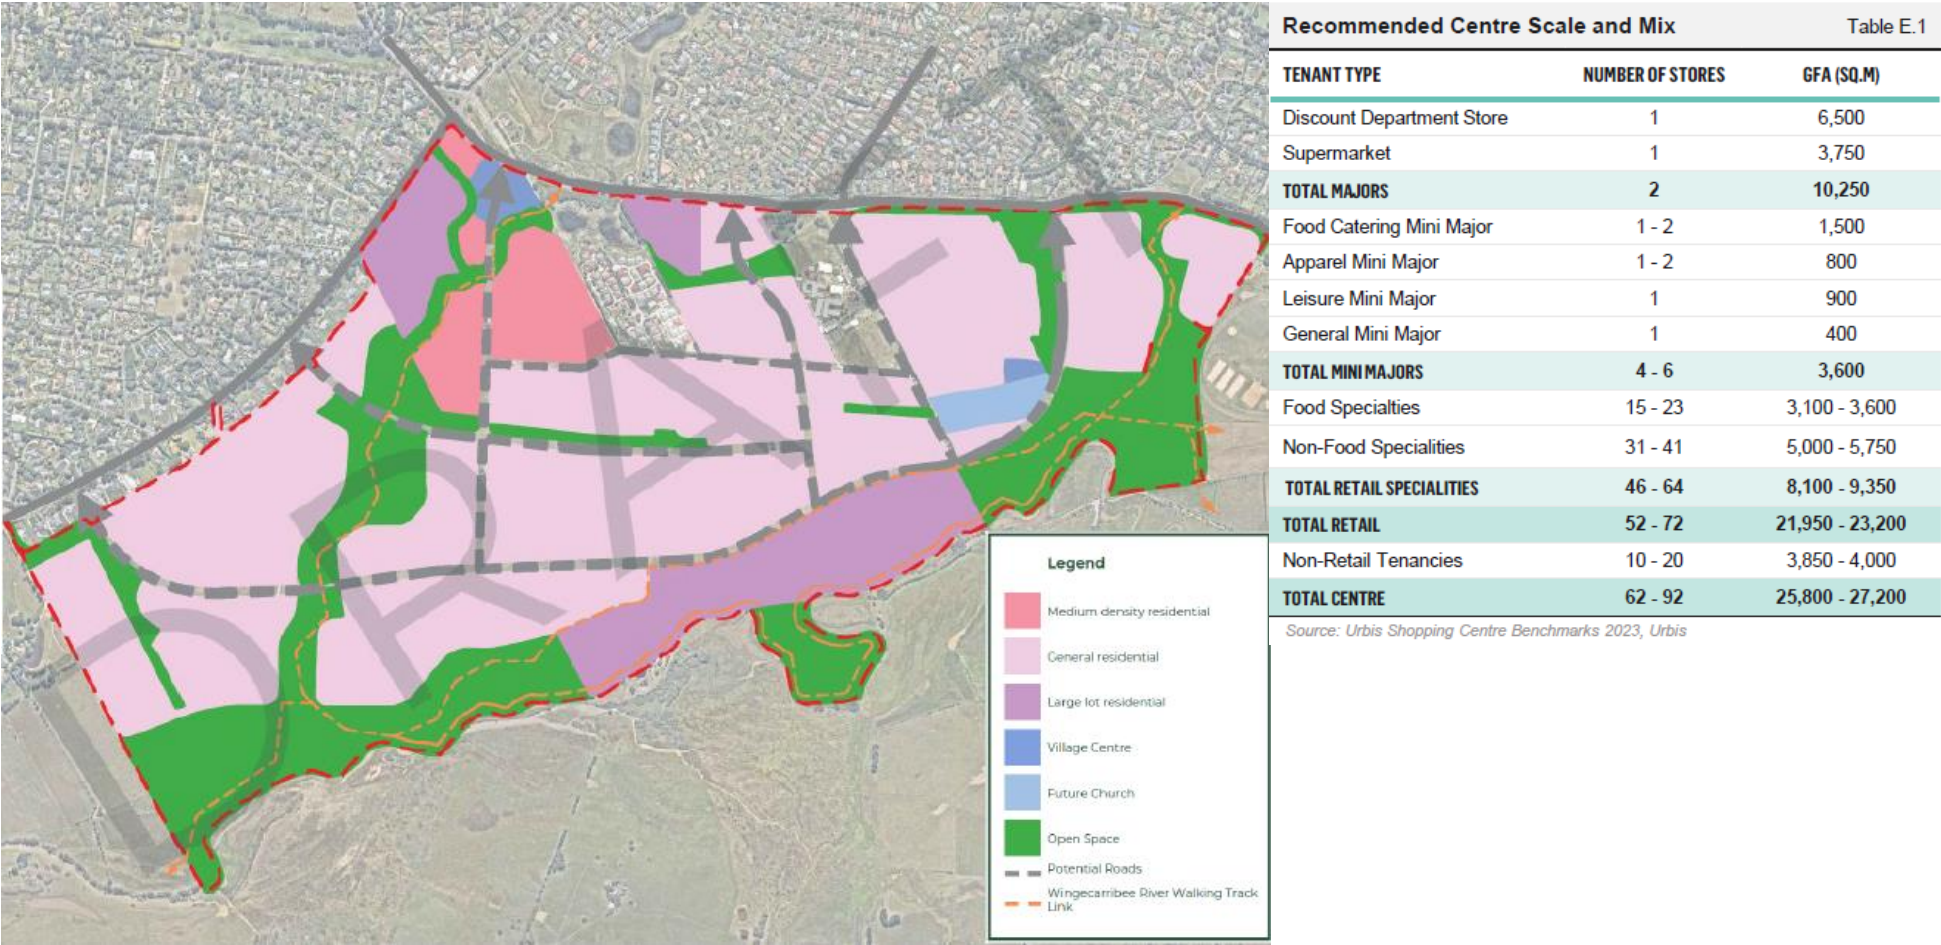 DRAFT
Legend
Medium density residential
General residential
Large lot residential
Village Centre
Future Church
Open Space
Potential Roads
Wingecarribee River Walking Track
Link
Recommended Centre Scale and Mix Table E.1
TENANT TYPE NUMBER OF STORES GFA (SQ.M)
Discount Department Store 1 6,500
Supermarket 1 3,750
TOTAL MAJORS 2 10,250
Food Catering Mini Major 1 - 2 1,500
Apparel Mini Major 1 - 2 800
Leisure Mini Major 1 900
General Mini Major 1 400
TOTAL MINI MAJORS 4 - 6 3,600
Food Specialties 15 - 23 3,100 - 3,600
Non-Food Specialities 31 - 41 5,000 - 5,750
TOTAL RETAIL SPECIALITIES 46 - 64 8,100 - 9,350
TOTAL RETAIL 52 - 72 21,950 - 23,200
Non-Retail Tenancies 10 - 20 3,850 - 4,000
TOTAL CENTRE 62 - 92 25,800 - 27,200
Source: Urbis Shopping Centre Benchmarks 2023, Urbis